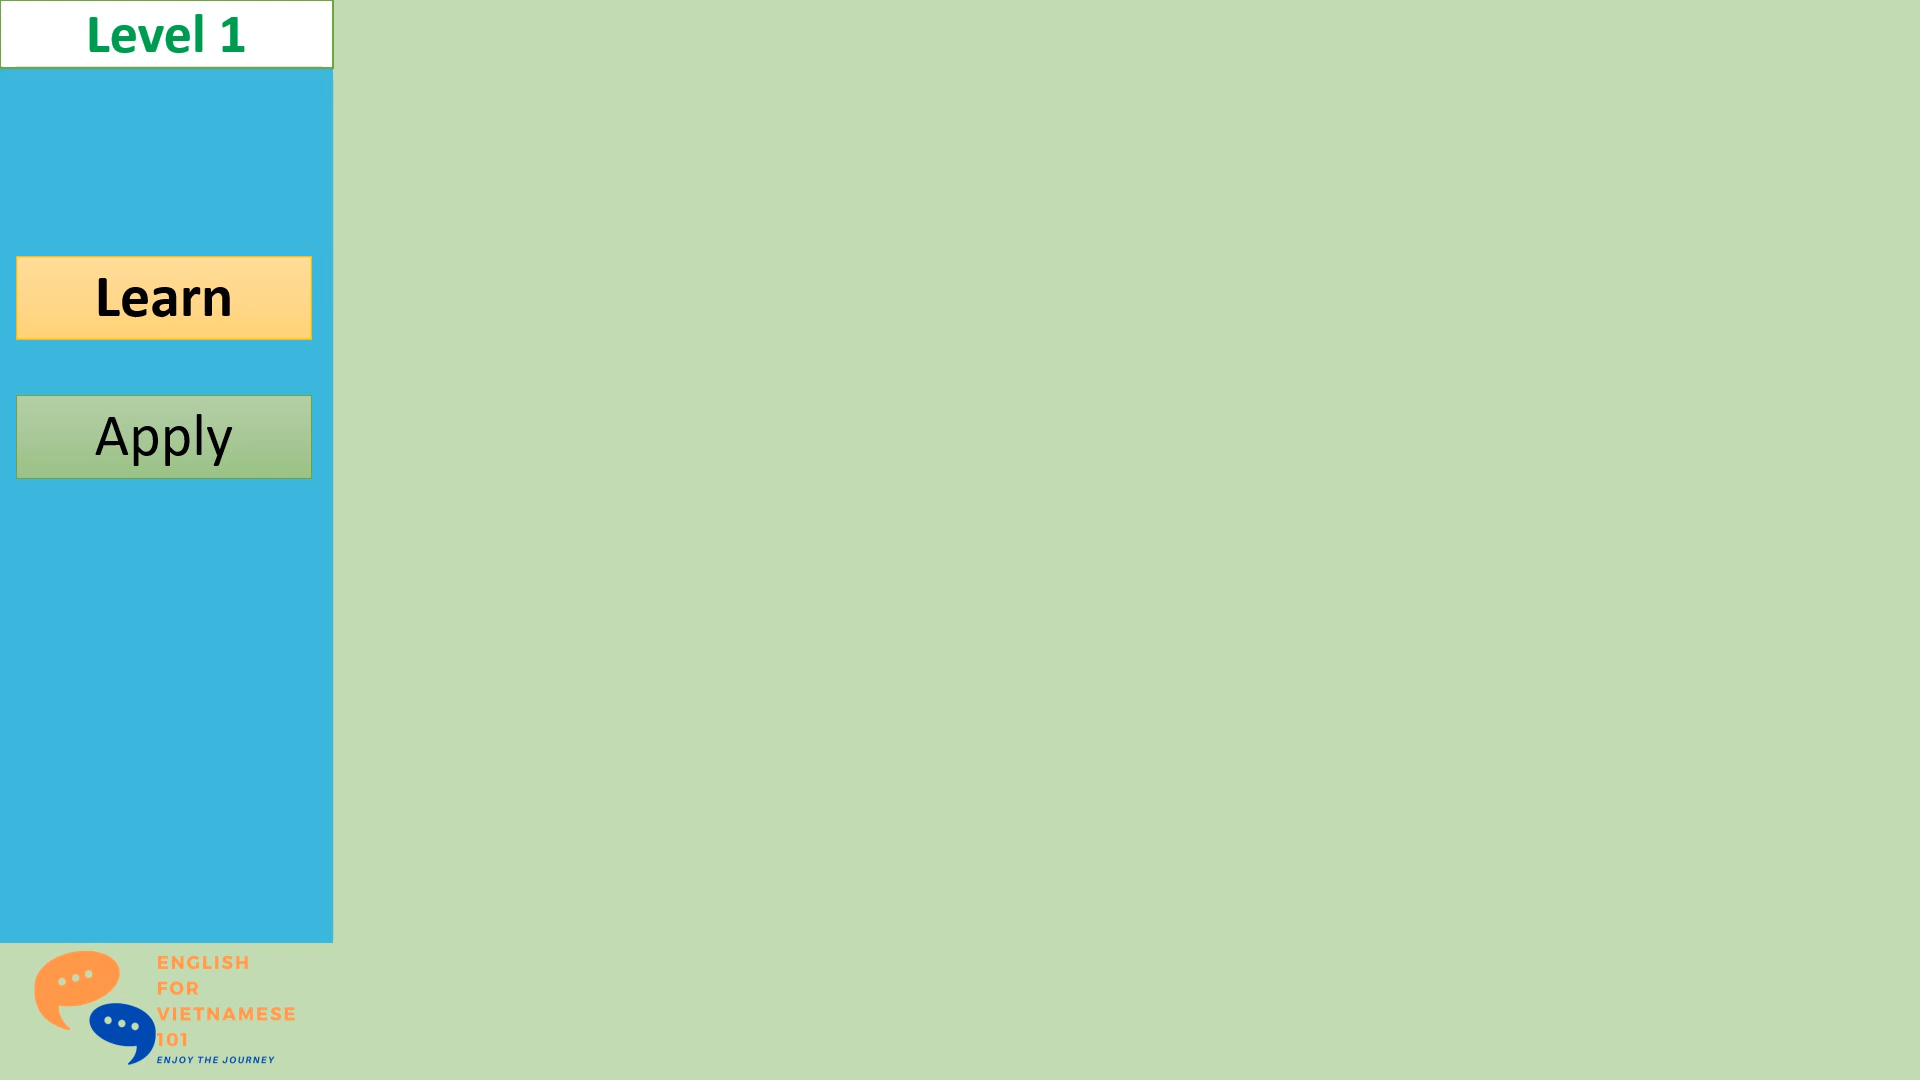 Level 1
Learn
Apply
ENGLISH
FOR
VIETNAMESE
101
ENJOY THE JOURNEY